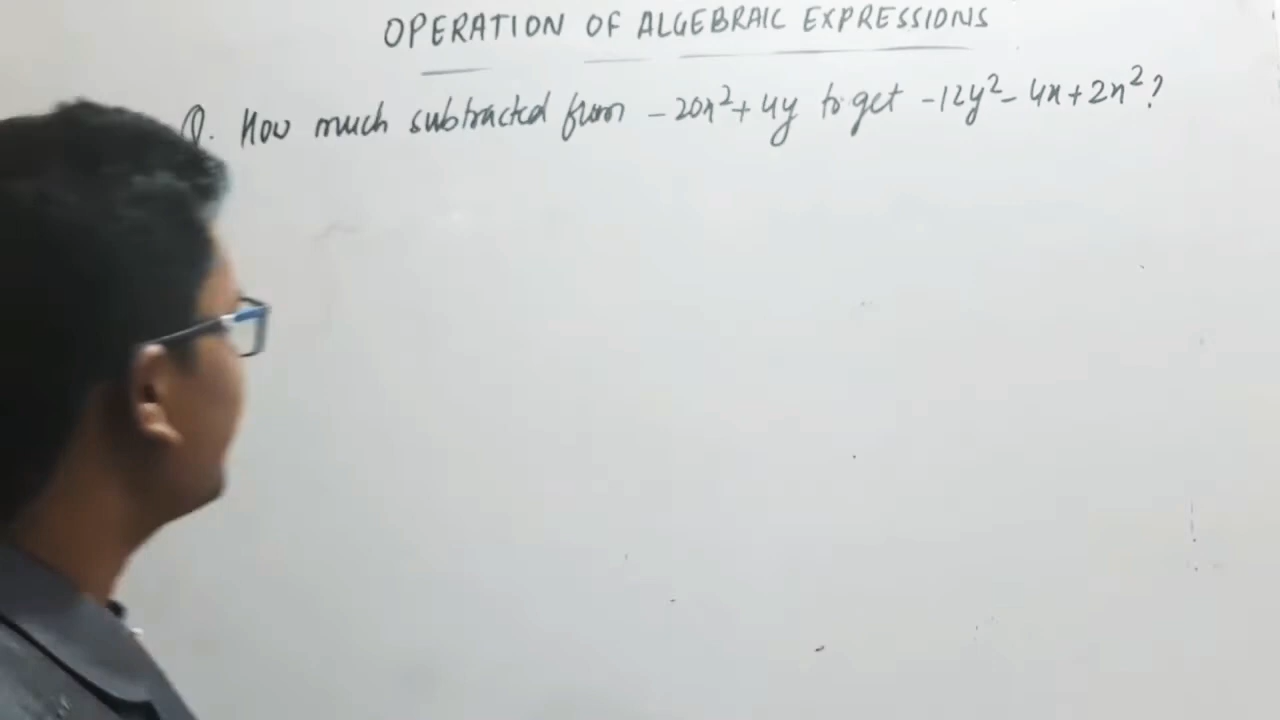 OPERATION OF ALGEBRAIC EXPRESSIONS
Q. How much subtracted from -20x²+4y to get -12y²-4x+2x²?